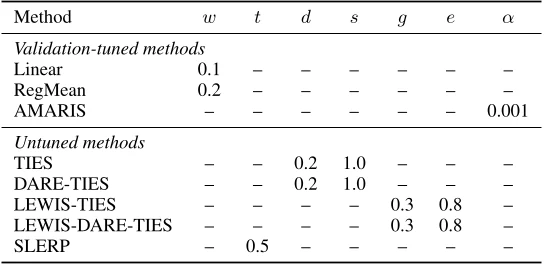 Method w t d s g e α
Validation-tuned methods
Linear 0.1 – – – – – –
RegMean 0.2 – – – – – –
AMARIS – – – – – – 0.001
Untuned methods
TIES – – 0.2 1.0 – – –
DARE-TIES – – 0.2 1.0 – – –
LEWIS-TIES – – – – 0.3 0.8 –
LEWIS-DARE-TIES – – – – 0.3 0.8 –
SLERP – 0.5 – – – – –